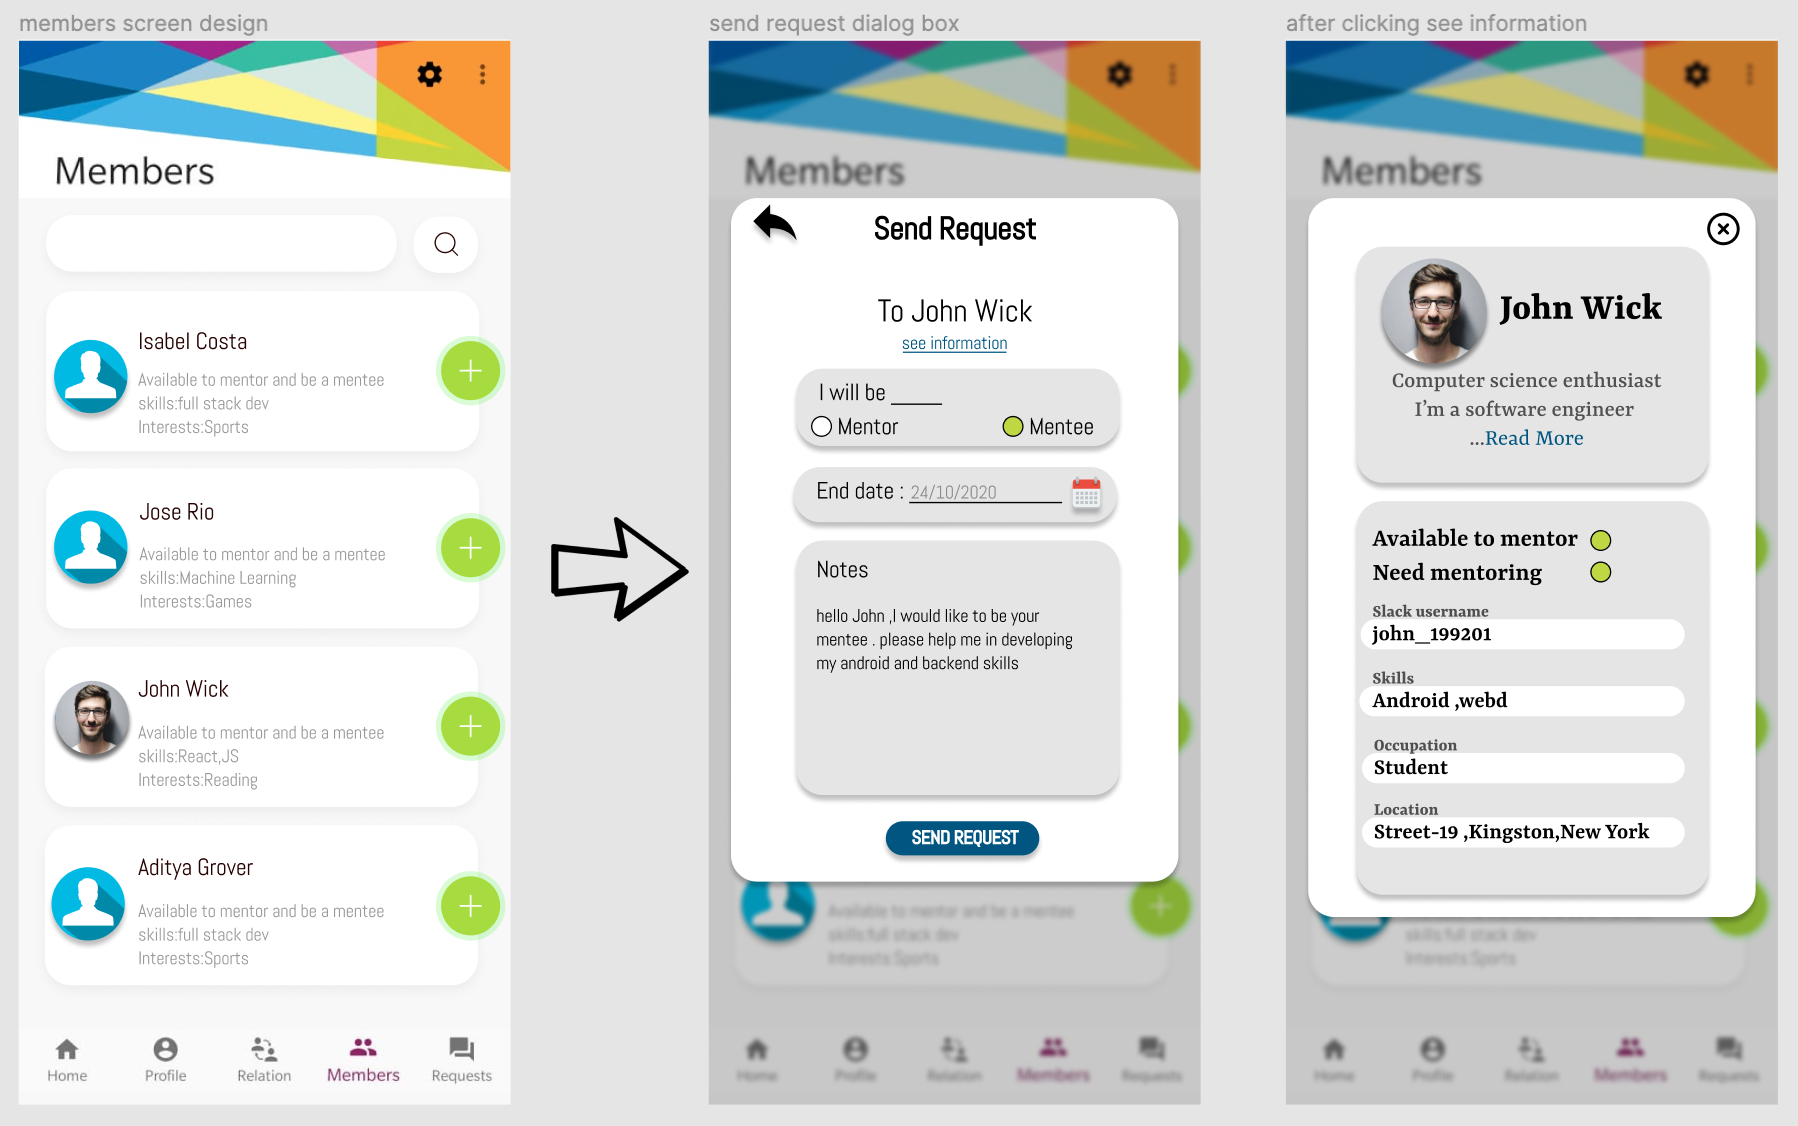 members screen design
Members
Isabel Costa
Available to mentor and be a mentee
skills:full stack dev
Interests:Sports
Jose Rio
Available to mentor and be a mentee
skills:Machine Learning
Interests:Games
John Wick
Available to mentor and be a mentee
skills:React,JS
Interests:Reading
Aditya Grover
Available to mentor and be a mentee
skills:full stack dev
Interests:Sports
Home
Profile
Relation
Members
Requests
send request dialog box
Members
Send Request
To John Wick
see information
I will be ____
Mentor
Mentee
End date : 24/10/2020
Notes
hello John ,I would like to be your
mentee . please help me in developing
my android and backend skills
SEND REQUEST
Available to mentor and be a mentee
skills:full stack dev
Interests:Sports
Home
Profile
Relation
Members
Requests
after clicking see information
Members
John Wick
Computer science enthusiast
I'm a software engineer
...Read More
Available to mentor
Need mentoring
Slack username
john_199201
Skills
Android ,webd
Occupation
Student
Location
Street-19 ,Kingston,New York
skills:full stack dev
Interests:Sports
Home
Profile
Relation
Members
Requests